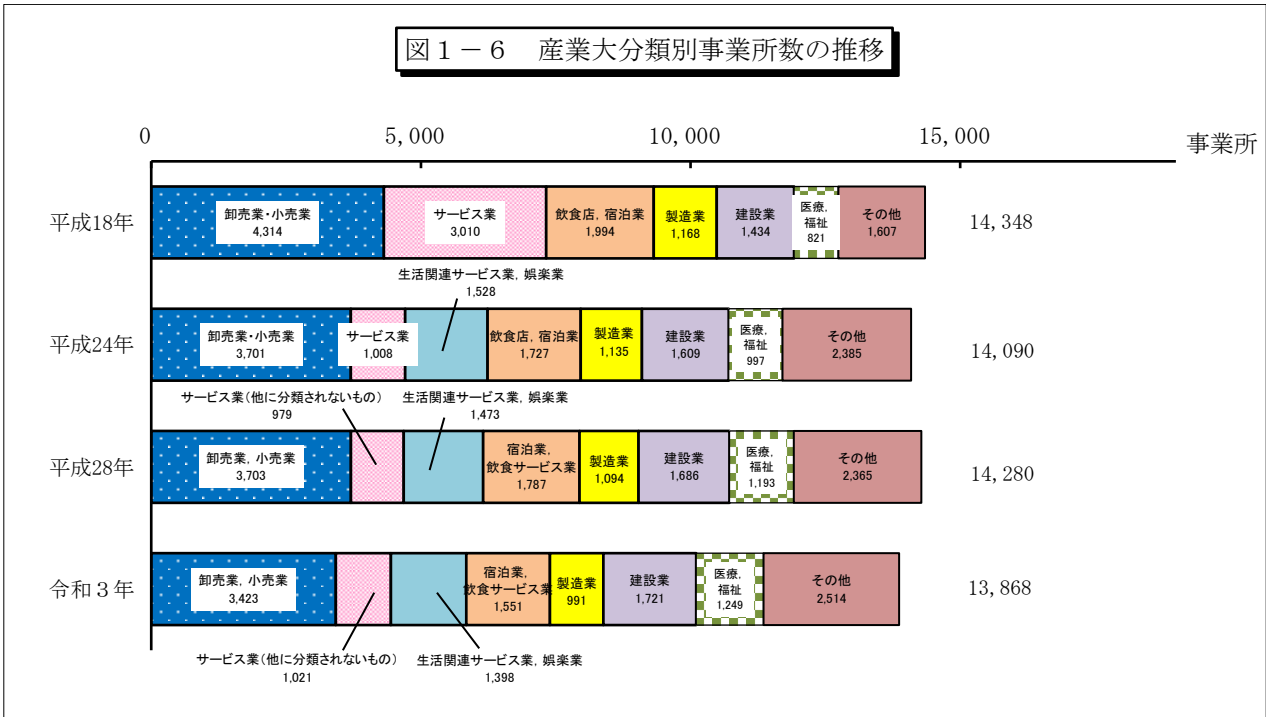 図１－６　産業大分類別事業所数の推移
0
5,000
10,000
15,000
事業所
平成18年
卸売業・小売業
4,314
サービス業
3,010
飲食店，宿泊業
1,994
製造業
1,168
建設業
1,434
医療，
福祉
821
その他
1,607
14,348
生活関連サービス業，娯楽業
1,528
平成24年
卸売業・小売業
3,701
サービス業
1,008
飲食店，宿泊業
1,727
製造業
1,135
建設業
1,609
医療，
福祉
997
その他
2,385
14,090
サービス業（他に分類されないもの）
979
生活関連サービス業，娯楽業
1,473
平成28年
卸売業，小売業
3,703
宿泊業，
飲食サービス業
1,787
製造業
1,094
建設業
1,686
医療，
福祉
1,193
その他
2,365
14,280
令和３年
卸売業，小売業
3,423
宿泊業，
飲食サービス業
1,551
製造業
991
建設業
1,721
医療，
福祉
1,249
その他
2,514
13,868
サービス業（他に分類されないもの）
1,021
生活関連サービス業，娯楽業
1,398